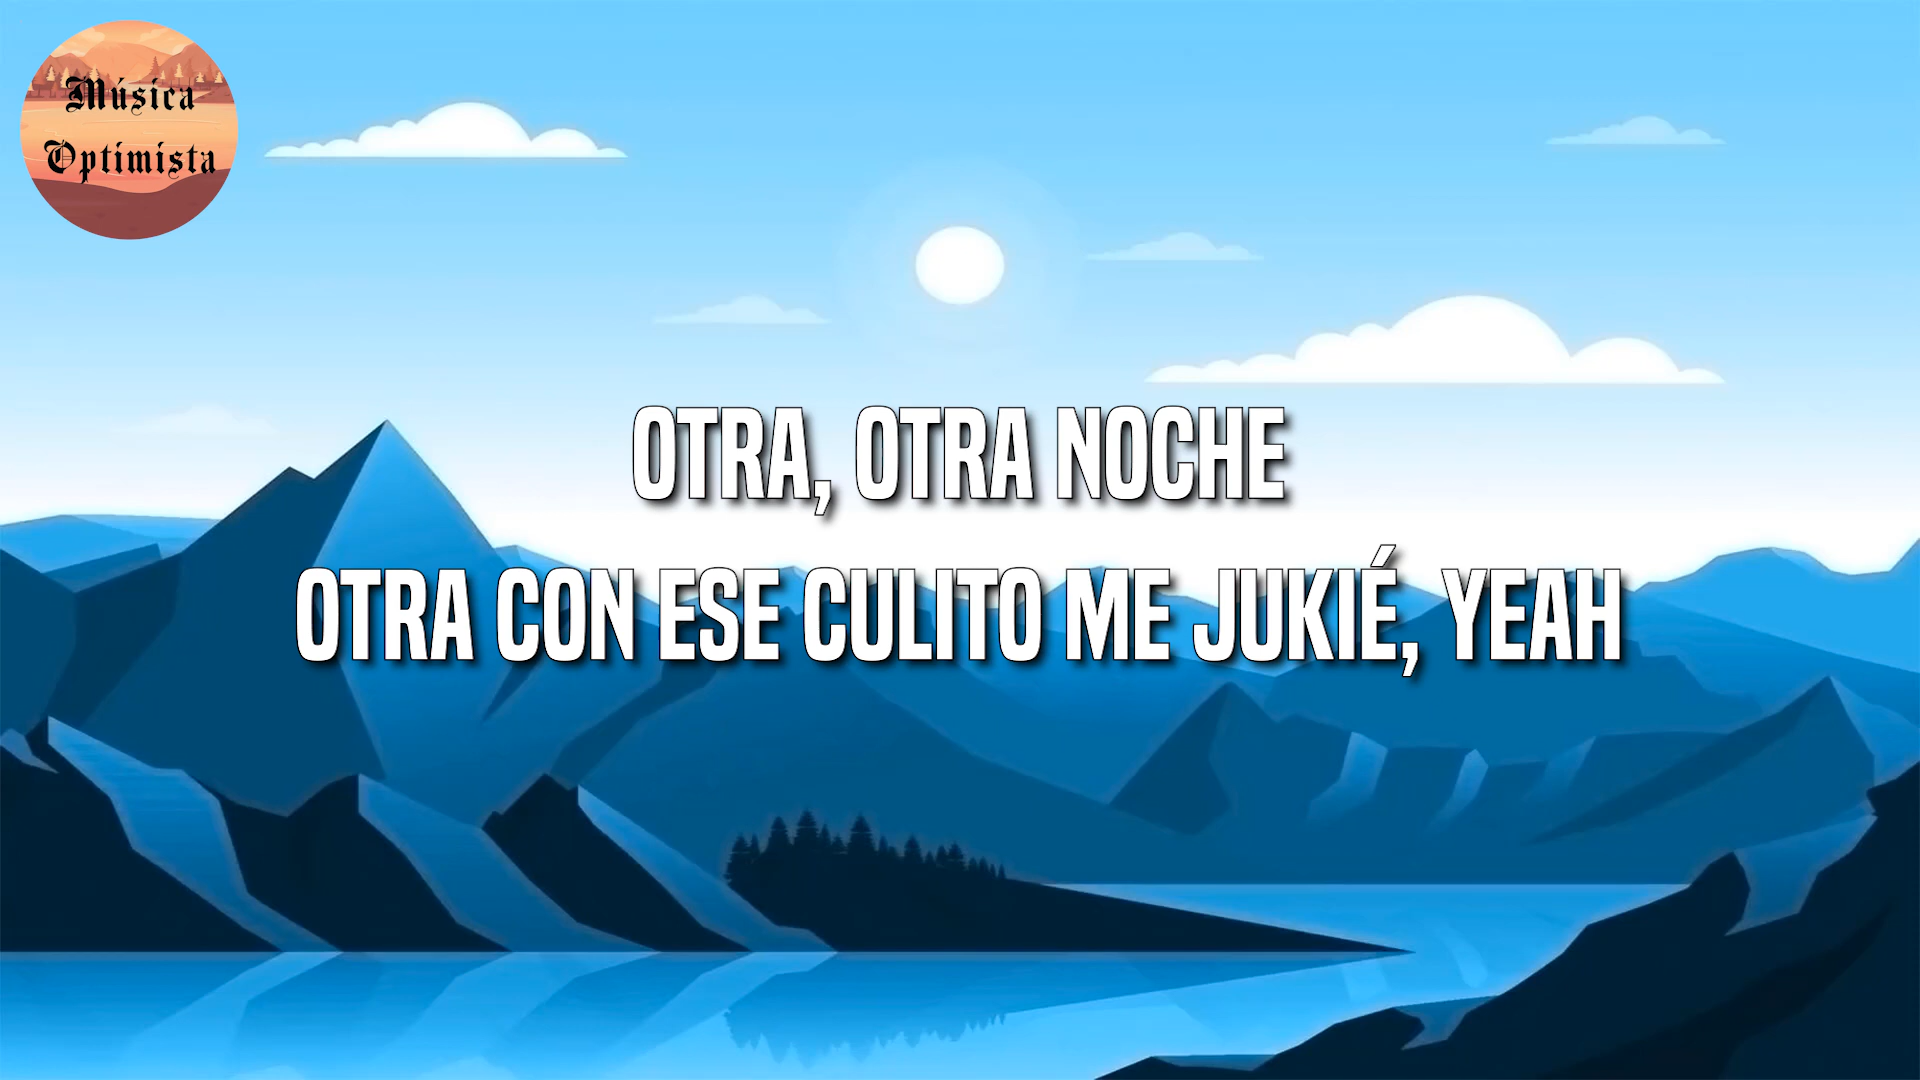 Música
Optimista
OTRA, OTRA NOCHE
OTRA CON ESE CULITO ME JUKIÉ, YEAH